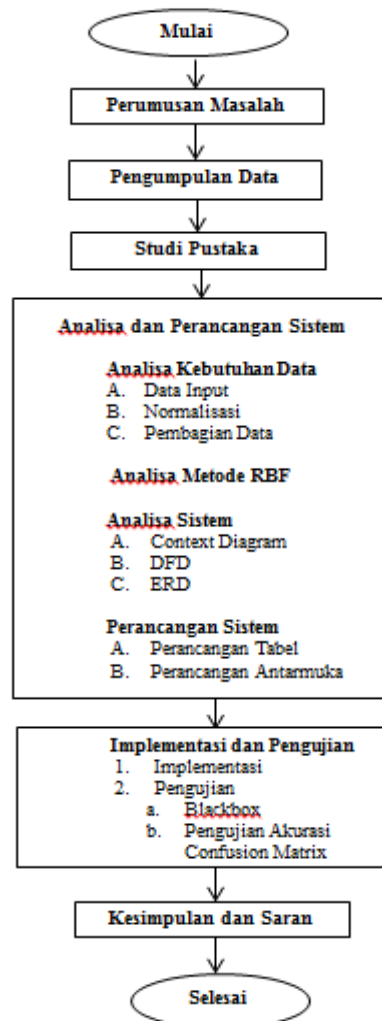 Mulai
Perumusan Masalah
Pengumpulan Data
Studi Pustaka
Analisa dan Perancangan Sistem
Analisa Kebutuhan Data
A. Data Input
B. Normalisasi
C. Pembagian Data
Analisa Metode RBF
Analisa Sistem
A. Context Diagram
B. DFD
C. ERD
Perancangan Sistem
A. Perancangan Tabel
B. Perancangan Antarmuka
Implementasi dan Pengujian
1. Implementasi
2. Pengujian
a. Blackbox
b. Pengujian Akurasi
Confusion Matrix
Kesimpulan dan Saran
Selesai